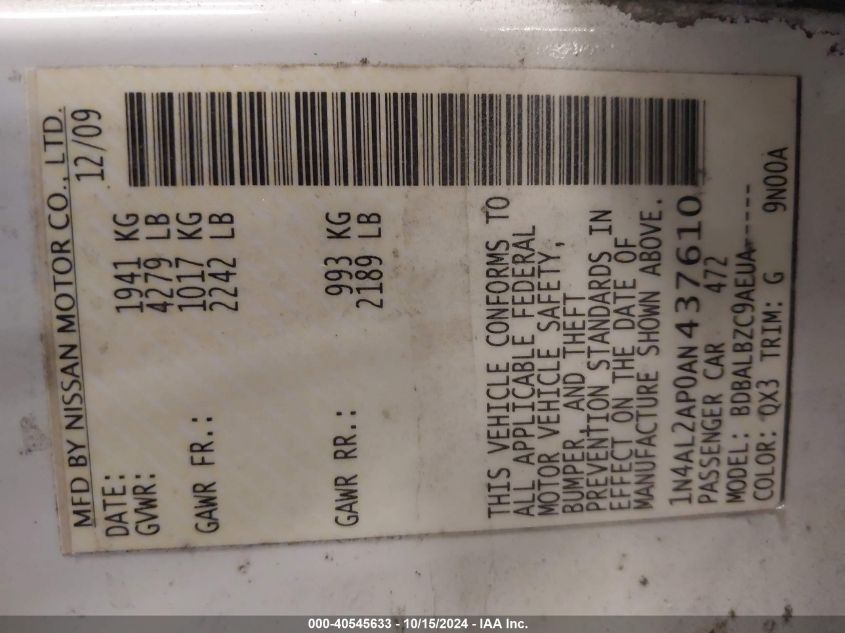 MFD BY NISSAN MOTOR CO., LTD.
DATE: 12/09
GVWR: 1941 KG
4279 LB
GAWR FR.: 1017 KG
2242 LB
GAWR RR.: 993 KG
2189 LB
THIS VEHICLE CONFORMS TO
ALL APPLICABLE FEDERAL
MOTOR VEHICLE SAFETY,
BUMPER, AND THEFT
PREVENTION STANDARDS IN
EFFECT ON THE DATE OF
MANUFACTURE SHOWN ABOVE.
1N4AL2AP0AN437610
PASSENGER CAR 472
MODEL: BDBALBZC9AEUA-----
COLOR: QX3 TRIM: G 9N00A
000-40545633 - 10/15/2024 - IAA Inc.